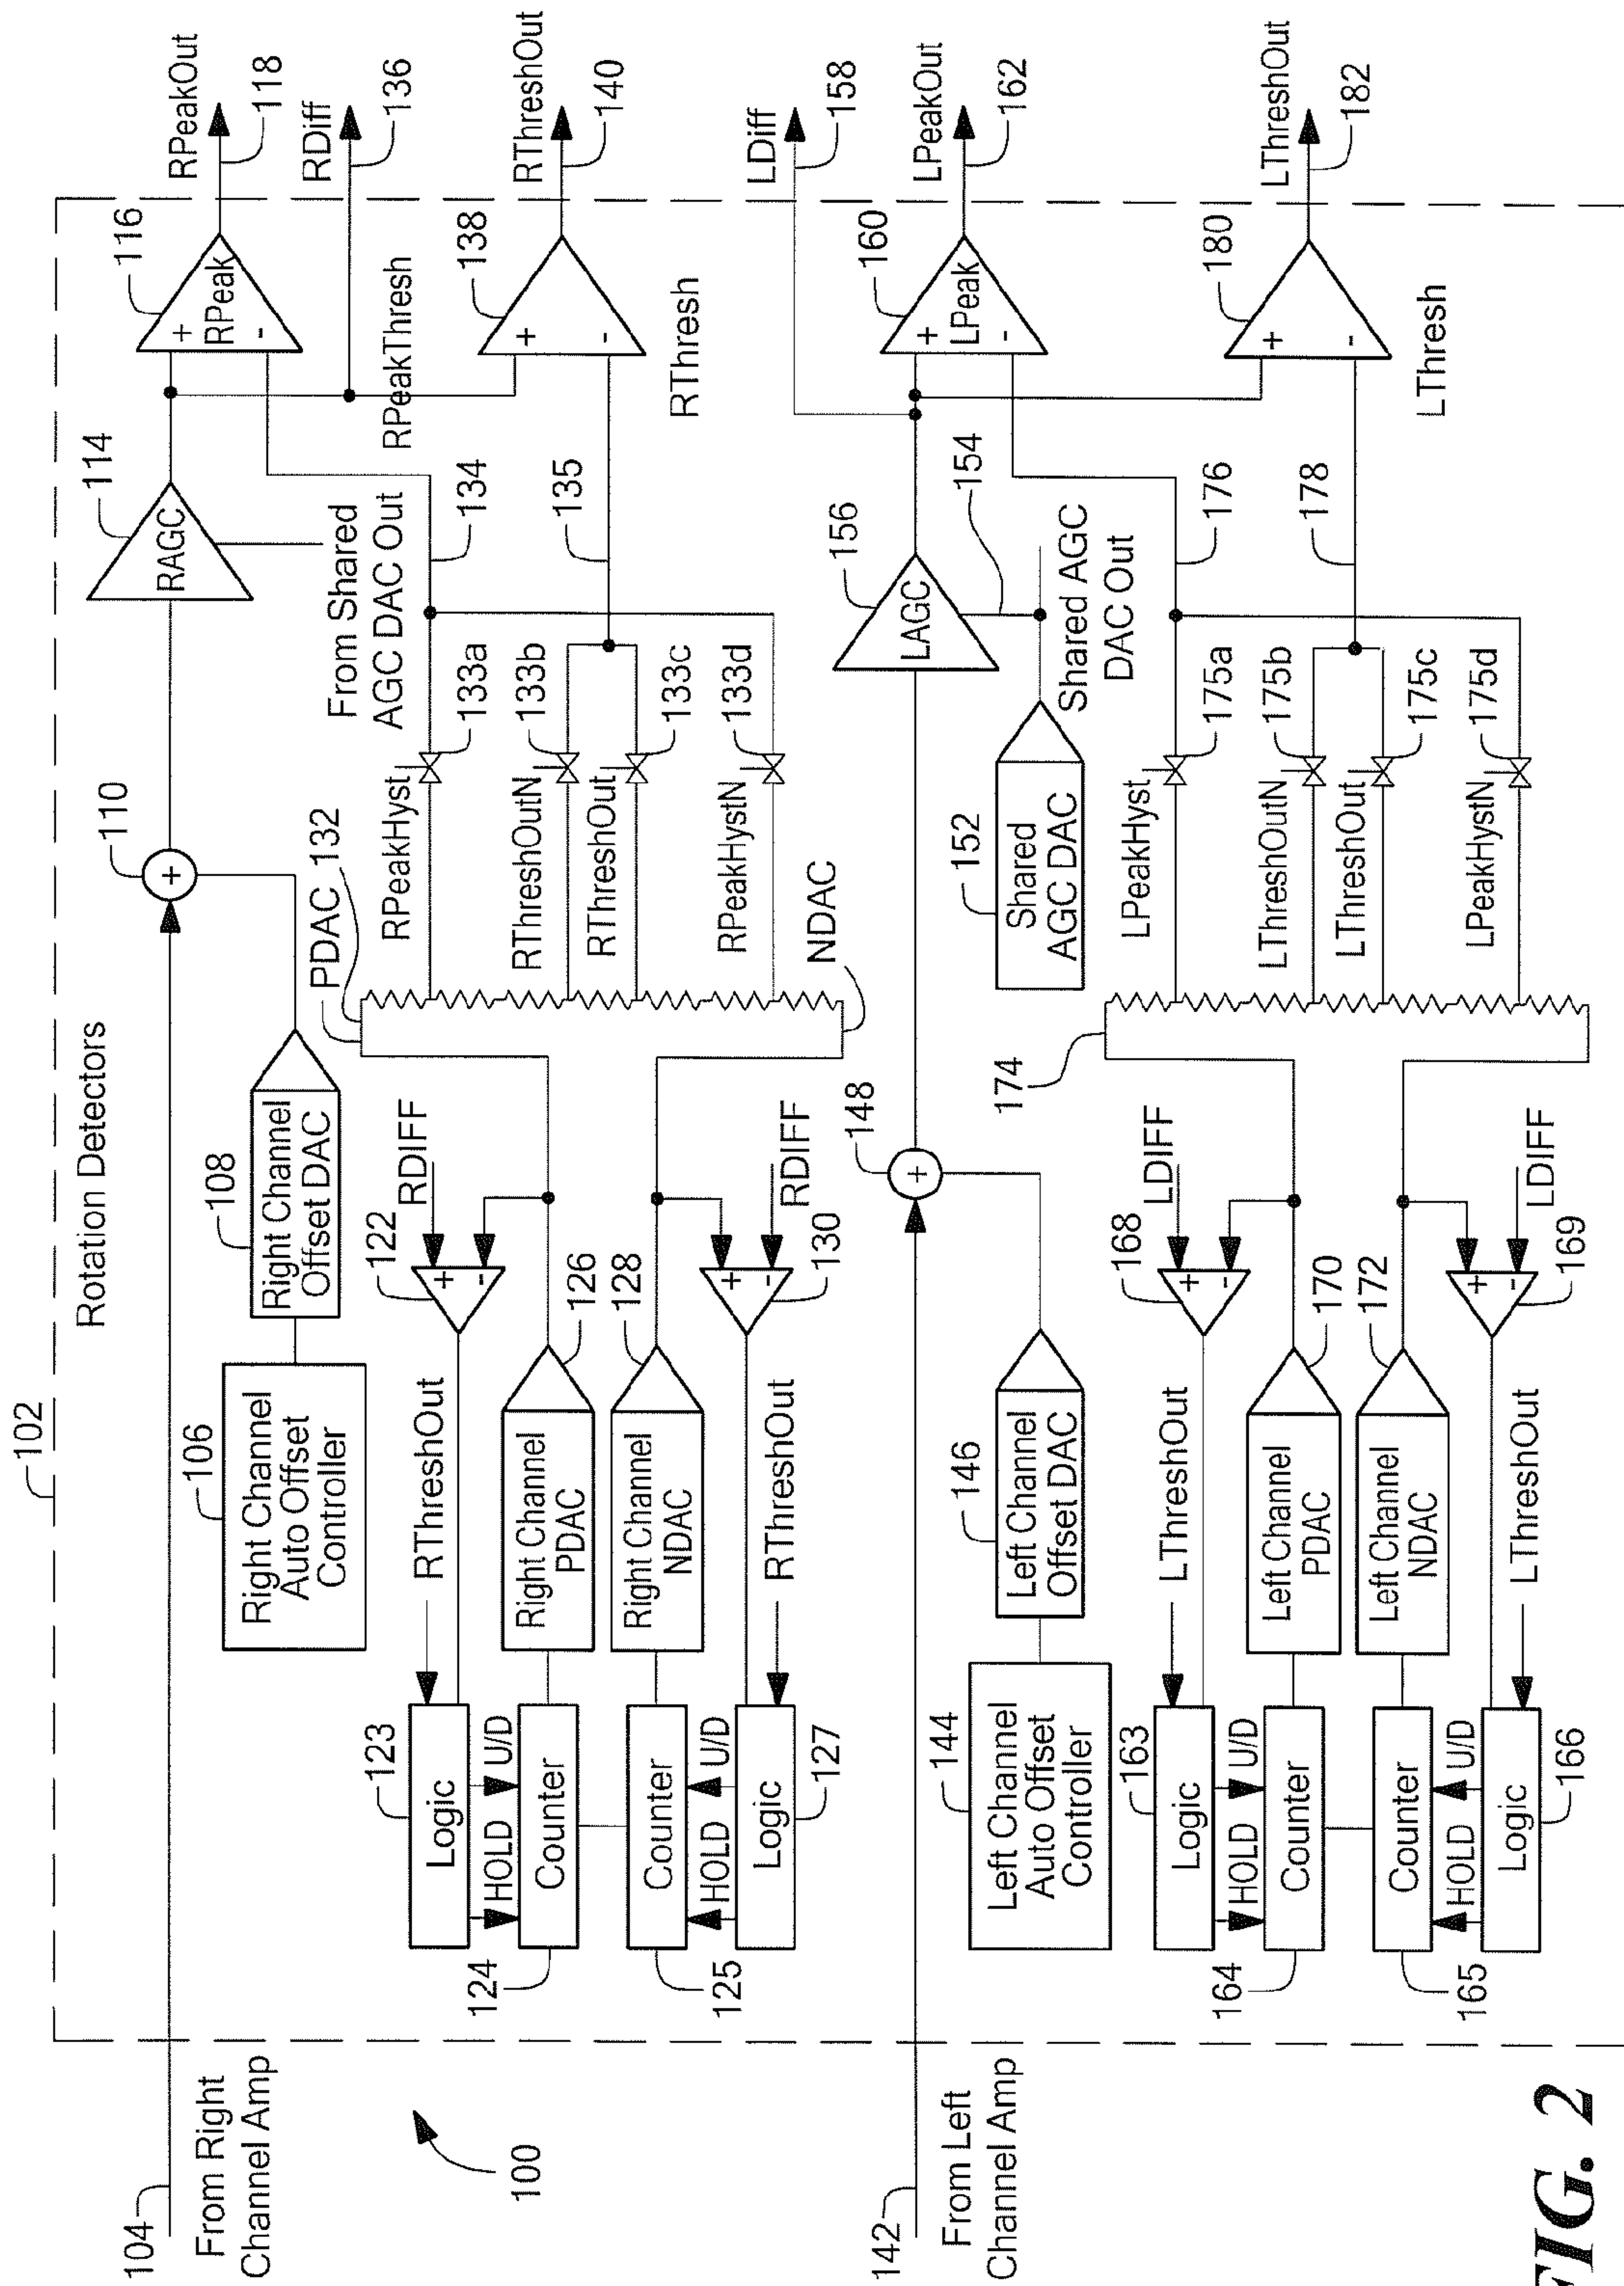 102
Rotation Detectors
104
From Right
Channel Amp
106
Right Channel
Auto Offset
Controller
108
Right Channel
Offset DAC
110
+
114
RAGC
From Shared
AGC DAC Out
116
+
RPeak
-
RPeakOut
118
RDiff
136
RPeakThresh
138
+
-
RThreshOut
140
RThresh
RThreshOut
123
Logic
HOLD
U/D
Counter
124
Counter
125
HOLD
U/D
Logic
127
RThreshOut
122
+
-
RDIFF
Right Channel
PDAC
126
Right Channel
NDAC
128
+
-
130
RDIFF
PDAC
132
NDAC
RPeakHyst
133a
RThreshOutN
133b
RThreshOut
133c
RPeakHystN
133d
134
135
100
142
From Left
Channel Amp
144
Left Channel
Auto Offset
Controller
146
Left Channel
Offset DAC
148
+
152
Shared
AGC DAC
Shared AGC
DAC Out
154
156
LAGC
LDiff
158
160
+
LPeak
-
LPeakOut
162
180
+
-
LThreshOut
182
LThresh
LThreshOut
163
Logic
HOLD
U/D
Counter
164
Counter
165
HOLD
U/D
Logic
166
LThreshOut
168
+
-
LDIFF
Left Channel
PDAC
170
Left Channel
NDAC
172
+
-
169
LDIFF
174
LPeakHyst
175a
LThreshOutN
175b
LThreshOut
175c
LPeakHystN
175d
176
178
FIG. 2